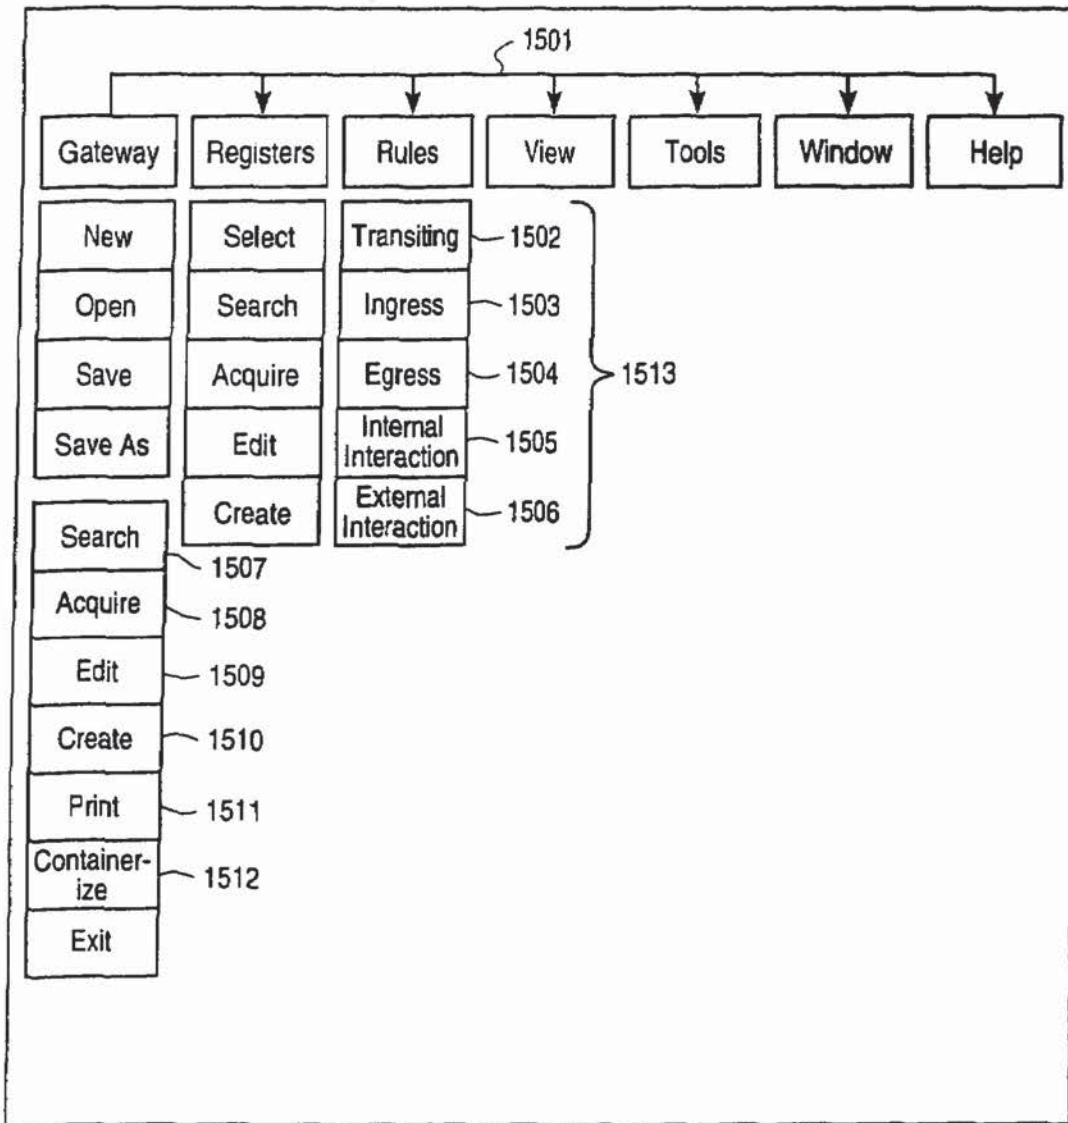 1501
Gateway Registers Rules View Tools Window Help
New Select Transiting 1502
Open Search Ingress 1503
Save Acquire Egress 1504 1513
Save As Edit Internal Interaction 1505
Create External Interaction 1506
Search 1507
Acquire 1508
Edit 1509
Create 1510
Print 1511
Container-
ize 1512
Exit